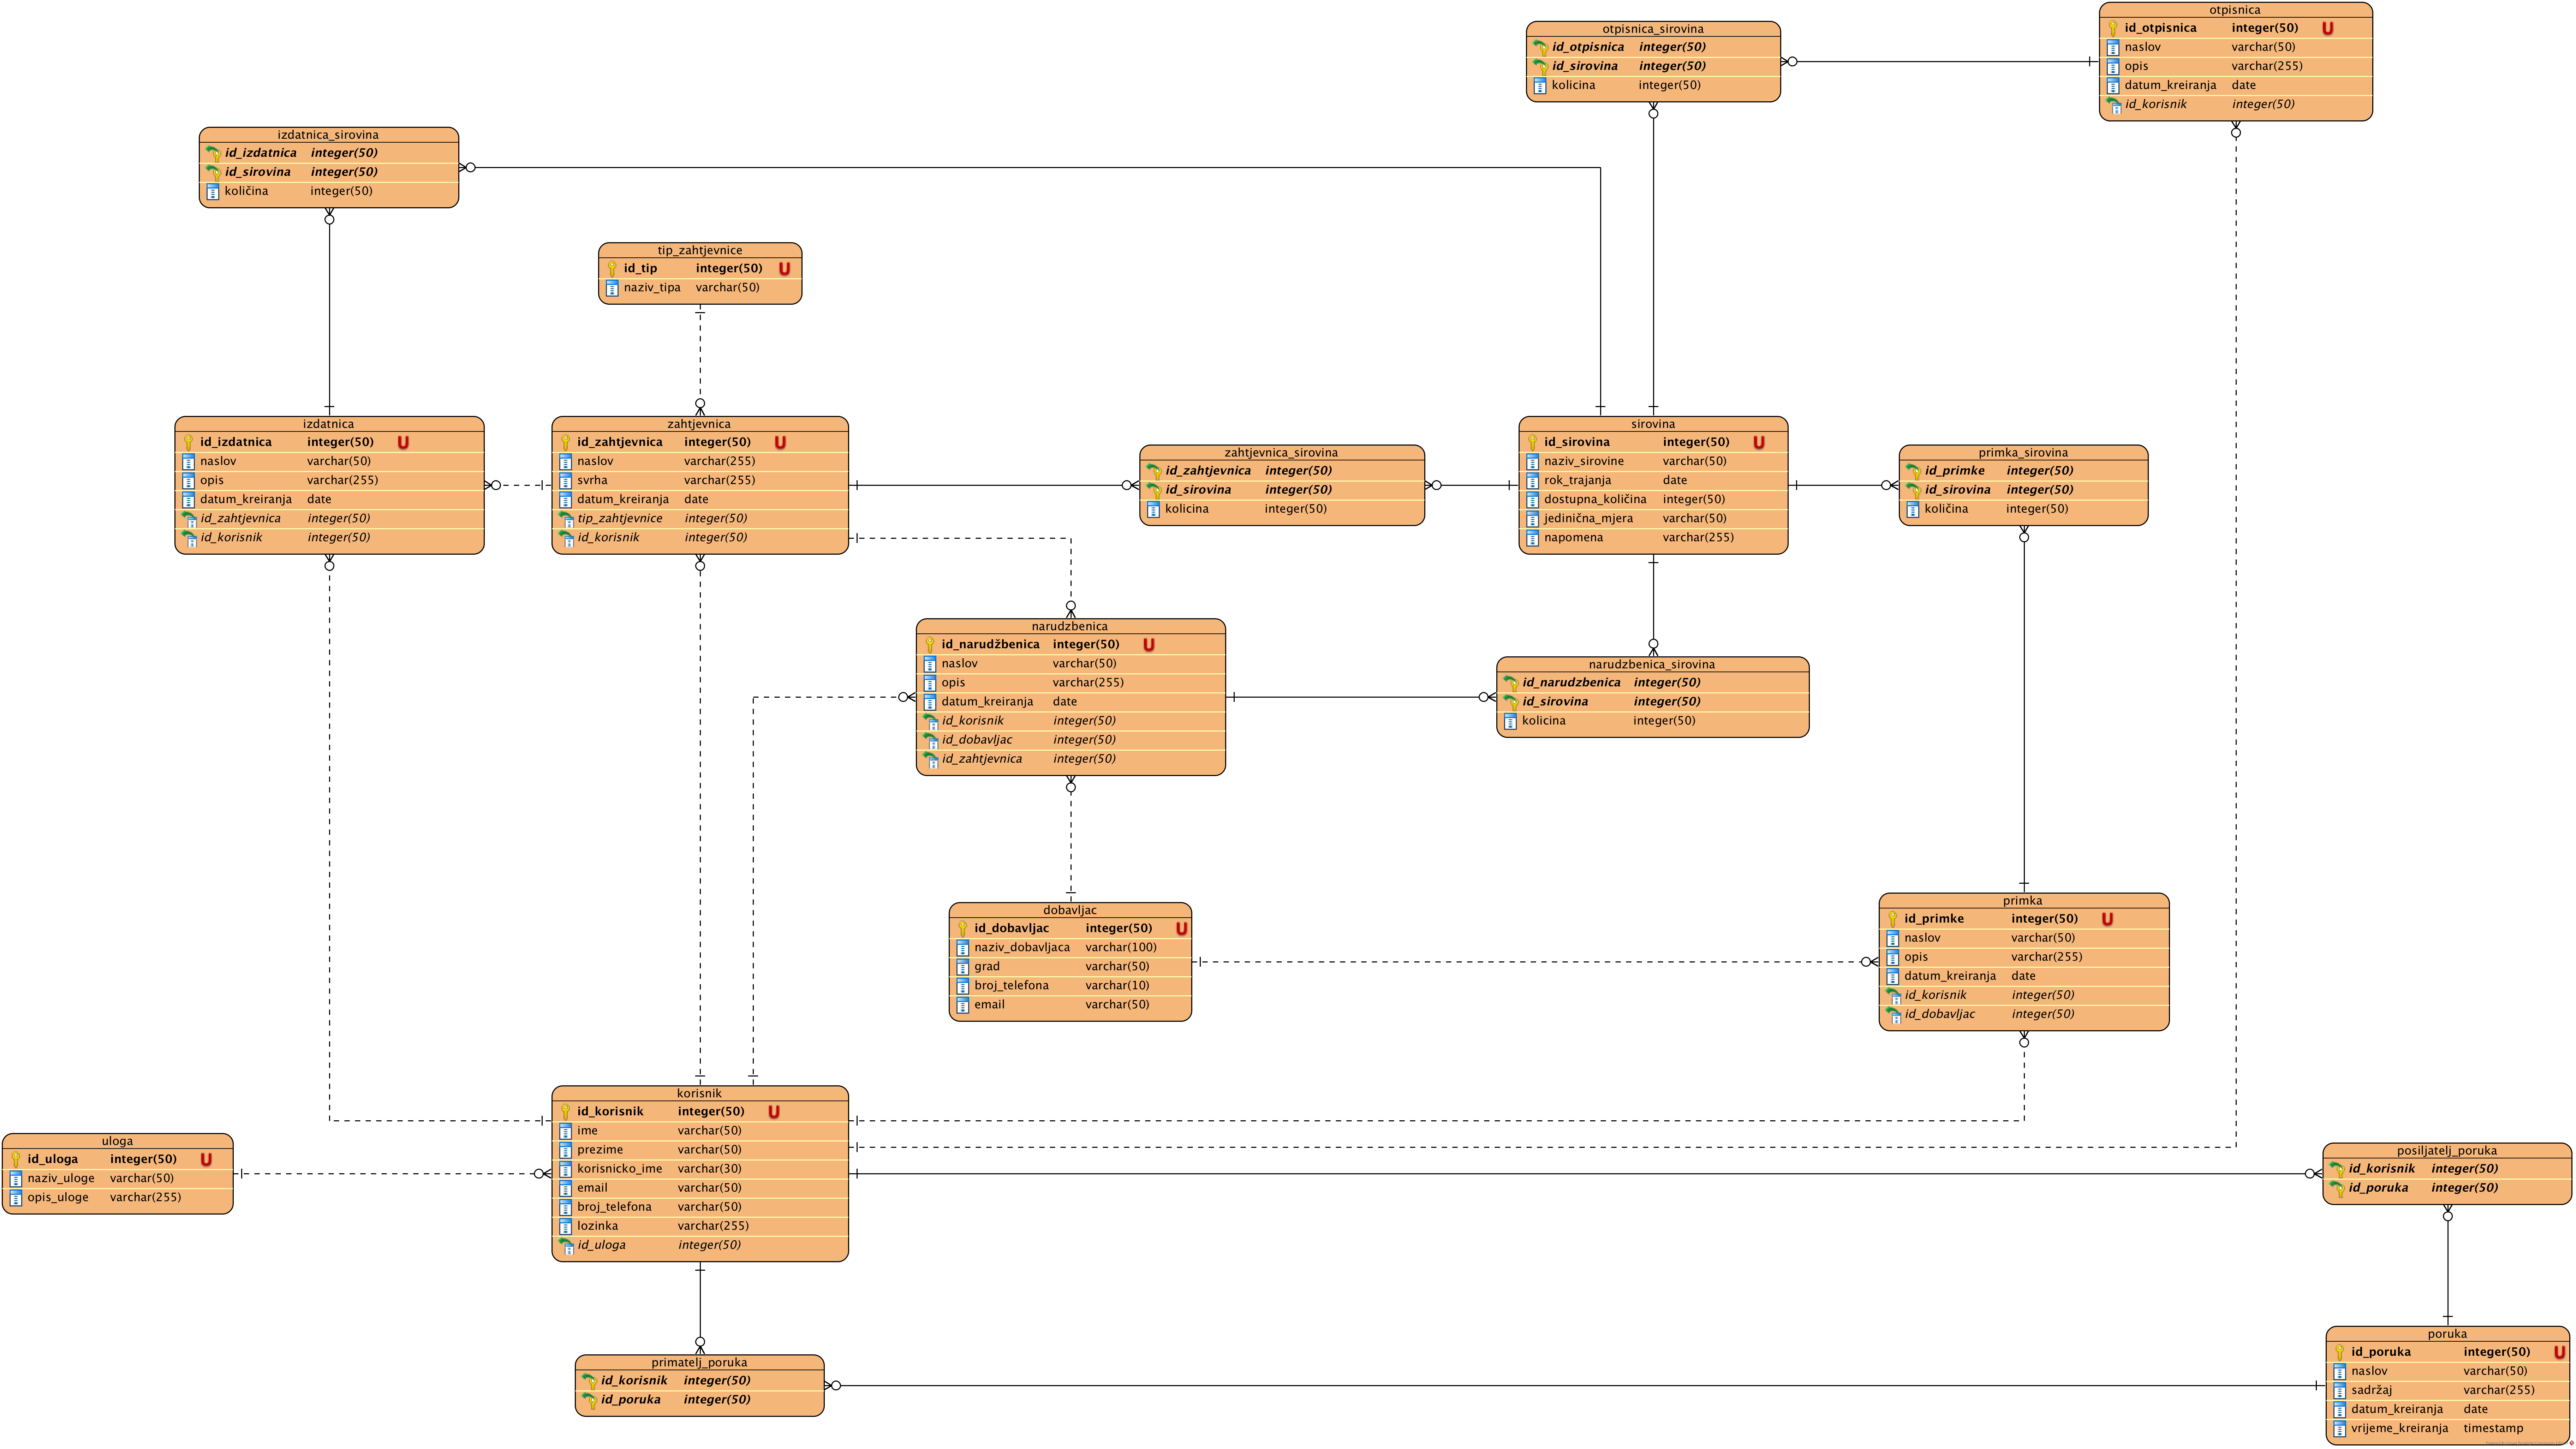 otpisnica
id_otpisnica integer(50) U
naslov varchar(50)
opis varchar(255)
datum_kreiranja date
id_korisnik integer(50)
otpisnica_sirovina
id_otpisnica integer(50)
id_sirovina integer(50)
kolicina integer(50)
izdatnica_sirovina
id_izdatnica integer(50)
id_sirovina integer(50)
količina integer(50)
tip_zahtjevnice
id_tip integer(50) U
naziv_tipa varchar(50)
izdatnica
id_izdatnica integer(50) U
naslov varchar(50)
opis varchar(255)
datum_kreiranja date
id_zahtjevnica integer(50)
id_korisnik integer(50)
zahtjevnica
id_zahtjevnica integer(50) U
naslov varchar(255)
svrha varchar(255)
datum_kreiranja date
tip_zahtjevnice integer(50)
id_korisnik integer(50)
zahtjevnica_sirovina
id_zahtjevnica integer(50)
id_sirovina integer(50)
kolicina integer(50)
sirovina
id_sirovina integer(50) U
naziv_sirovine varchar(50)
rok_trajanja date
dostupna_količina integer(50)
jedinična_mjera varchar(50)
napomena varchar(255)
primka_sirovina
id_primke integer(50)
id_sirovina integer(50)
količina integer(50)
narudzbenica
id_narudžbenica integer(50) U
naslov varchar(50)
opis varchar(255)
datum_kreiranja date
id_korisnik integer(50)
id_dobavljac integer(50)
id_zahtjevnica integer(50)
narudzbenica_sirovina
id_narudzbenica integer(50)
id_sirovina integer(50)
kolicina integer(50)
dobavljac
id_dobavljac integer(50) U
naziv_dobavljaca varchar(100)
grad varchar(50)
broj_telefona varchar(10)
email varchar(50)
primka
id_primke integer(50) U
naslov varchar(50)
opis varchar(255)
datum_kreiranja date
id_korisnik integer(50)
id_dobavljac integer(50)
korisnik
id_korisnik integer(50) U
ime varchar(50)
prezime varchar(50)
korisnicko_ime varchar(30)
email varchar(50)
broj_telefona varchar(50)
lozinka varchar(255)
id_uloga integer(50)
uloga
id_uloga integer(50) U
naziv_uloge varchar(50)
opis_uloge varchar(255)
posiljatelj_poruka
id_korisnik integer(50)
id_poruka integer(50)
primatelj_poruka
id_korisnik integer(50)
id_poruka integer(50)
poruka
id_poruka integer(50) U
naslov varchar(50)
sadržaj varchar(255)
datum_kreiranja date
vrijeme_kreiranja timestamp